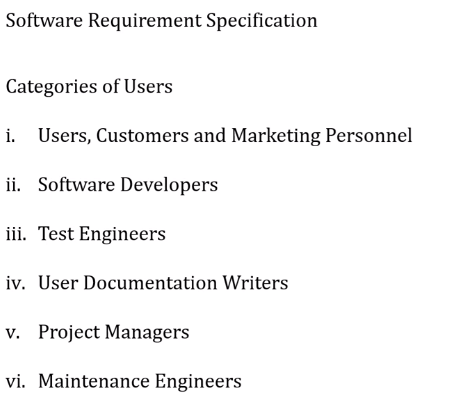 Software Requirement Specification
Categories of Users
i. Users, Customers and Marketing Personnel
ii. Software Developers
iii. Test Engineers
iv. User Documentation Writers
v. Project Managers
vi. Maintenance Engineers